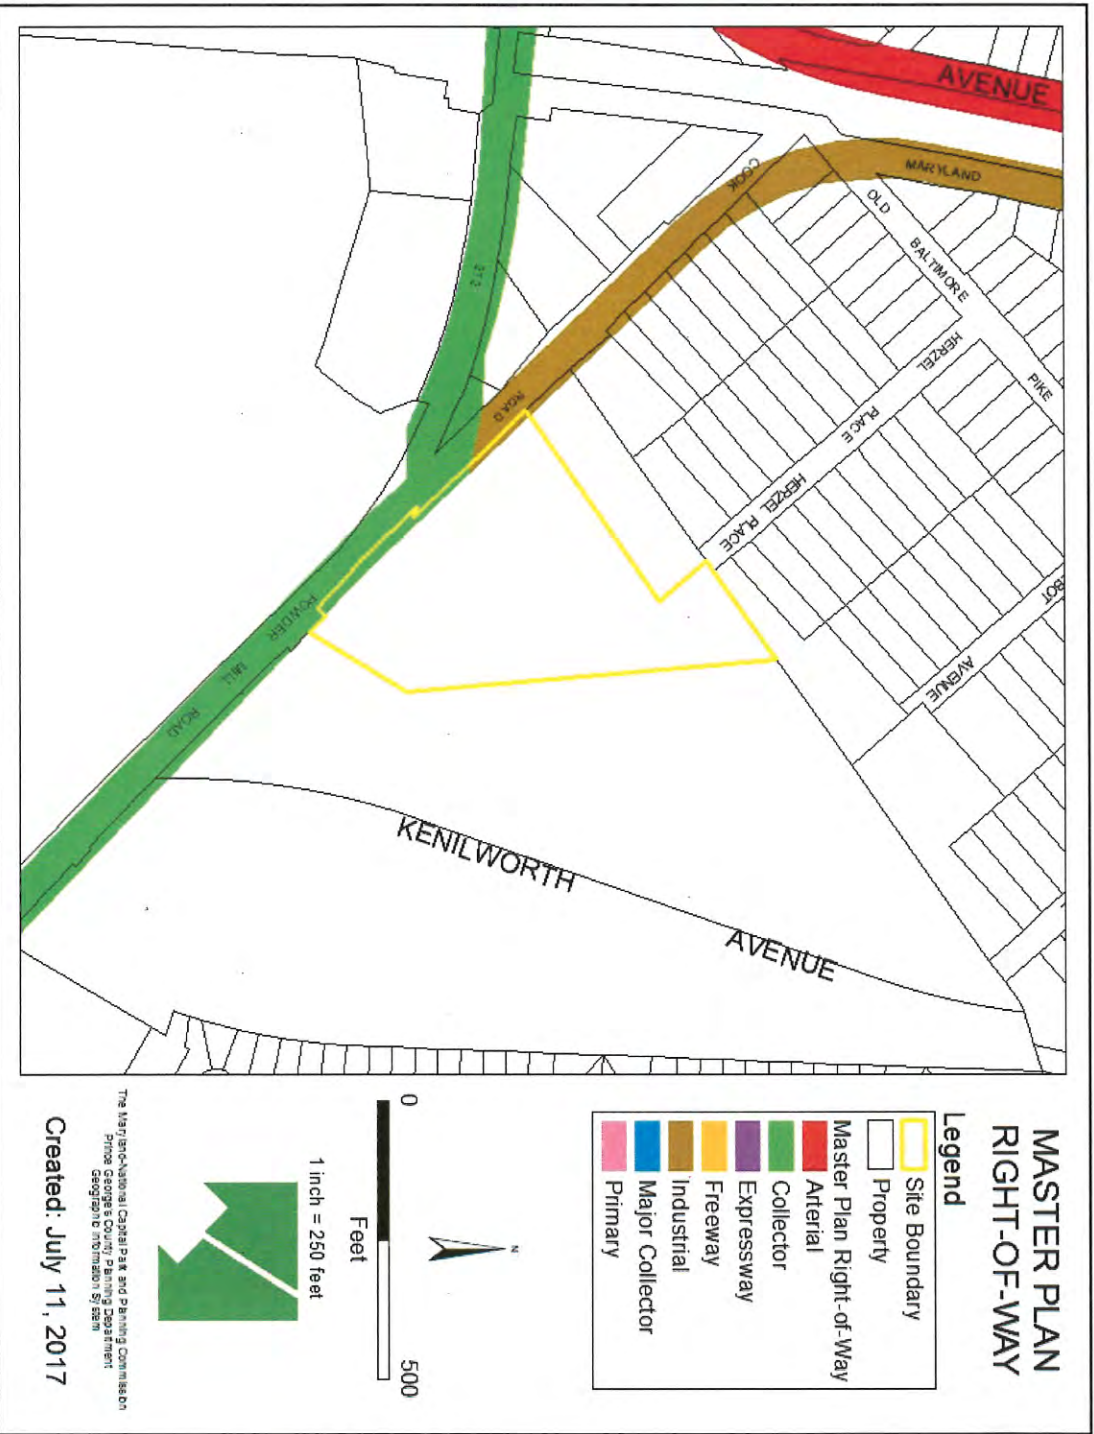 MASTER PLAN
RIGHT-OF-WAY
Legend
Site Boundary
Property
Master Plan Right-of-Way
Arterial
Collector
Expressway
Freeway
Industrial
Major Collector
Primary
N
0
500
Feet
1 inch = 250 feet
The Maryland-National Capital Park and Planning Commission
Prince George's County Planning Department
Geographic Information System
Created: July 11, 2017
AVENUE
MARYLAND
COOK
OLD
BALTIMORE
PIKE
HERZEL
PLACE
HERZEL PLACE
BOT
AVENUE
212
ROAD
POWDER
MILL
ROAD
KENILWORTH
AVENUE